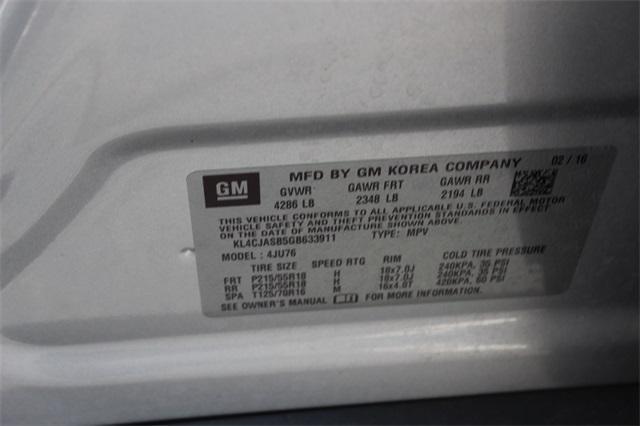 GM
MFD BY GM KOREA COMPANY 02/16
GVWR GAWR FRT GAWR RR
4286 LB 2348 LB 2194 LB
THIS VEHICLE CONFORMS TO ALL APPLICABLE U.S. FEDERAL MOTOR
VEHICLE SAFETY AND THEFT PREVENTION STANDARDS IN EFFECT
ON THE DATE OF MANUFACTURE SHOWN ABOVE.
KL4CJASB5GB633911 TYPE: MPV
MODEL: 4JU76
TIRE SIZE SPEED RTG RIM COLD TIRE PRESSURE
FRT P215/55R18 H 18x7.0J 240KPA, 35 PSI
RR P215/55R18 H 18x7.0J 240KPA, 35 PSI
SPA T125/70R16 M 16x4.0T 420KPA, 60 PSI
SEE OWNER'S MANUAL FOR MORE INFORMATION.